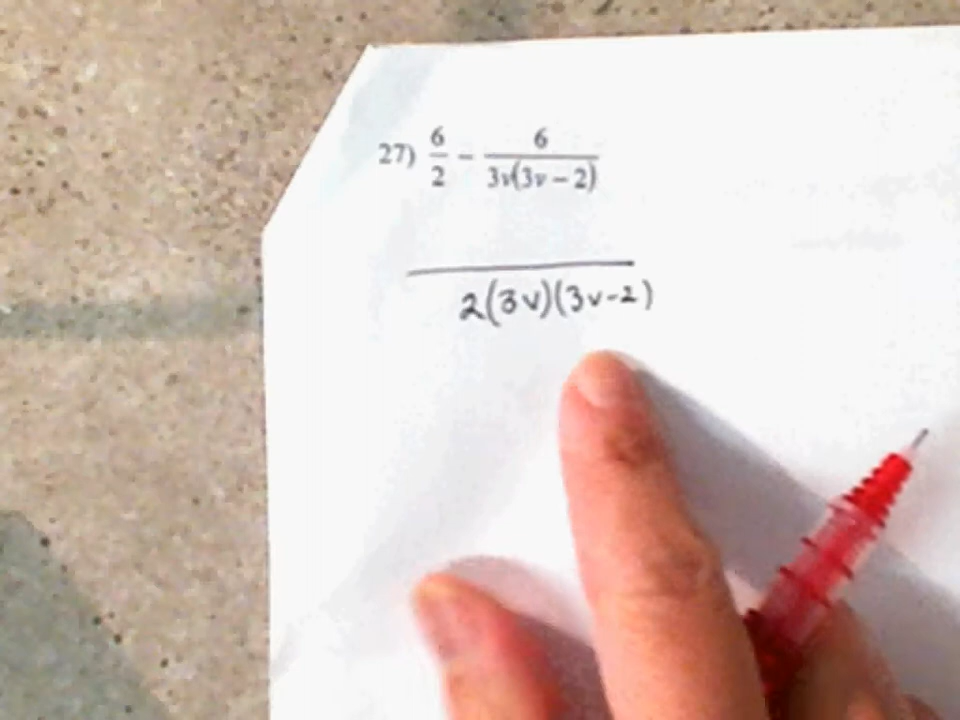 27) 6/2 − 6/(3v(3v − 2))
2(3v)(3v-2)